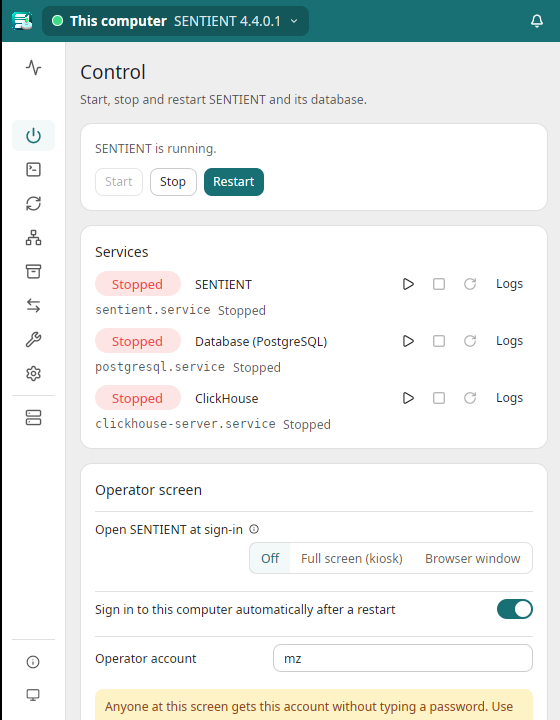 This computer SENTIENT 4.4.0.1
Control
Start, stop and restart SENTIENT and its database.
SENTIENT is running.
Start Stop Restart
Services
Stopped SENTIENT Logs
sentient.service Stopped
Stopped Database (PostgreSQL) Logs
postgresql.service Stopped
Stopped ClickHouse Logs
clickhouse-server.service Stopped
Operator screen
Open SENTIENT at sign-in
Off Full screen (kiosk) Browser window
Sign in to this computer automatically after a restart
Operator account mz
Anyone at this screen gets this account without typing a password. Use